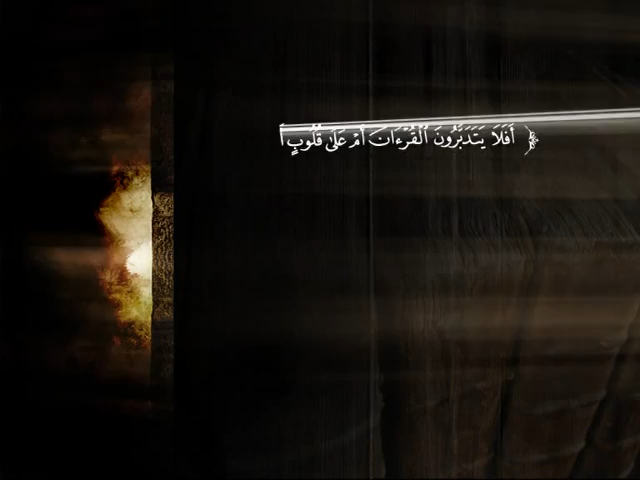 ﴿ أَفَلَا يَتَدَبَّرُونَ ٱلْقُرْءَانَ أَمْ عَلَىٰ قُلُوبٍ أَ